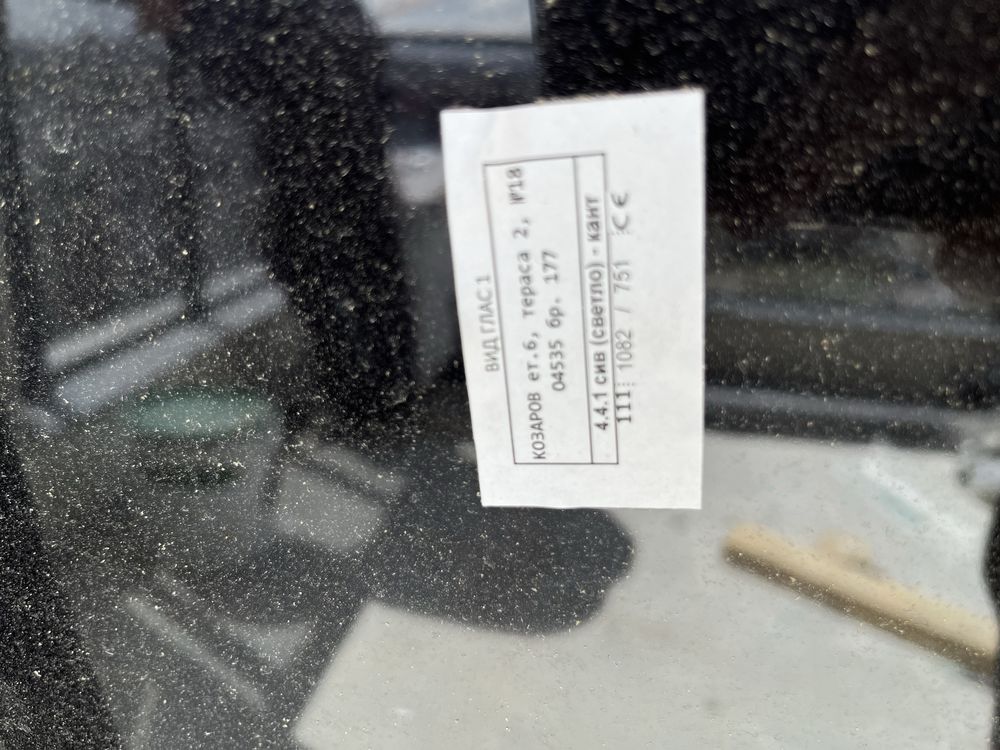 ВИД ГЛАС 1
КОЗАРОВ ет.6, тераса 2, №18
04535 бр. 177
4.4.1 сив (светло) - кант
111: 1082 / 751 C€